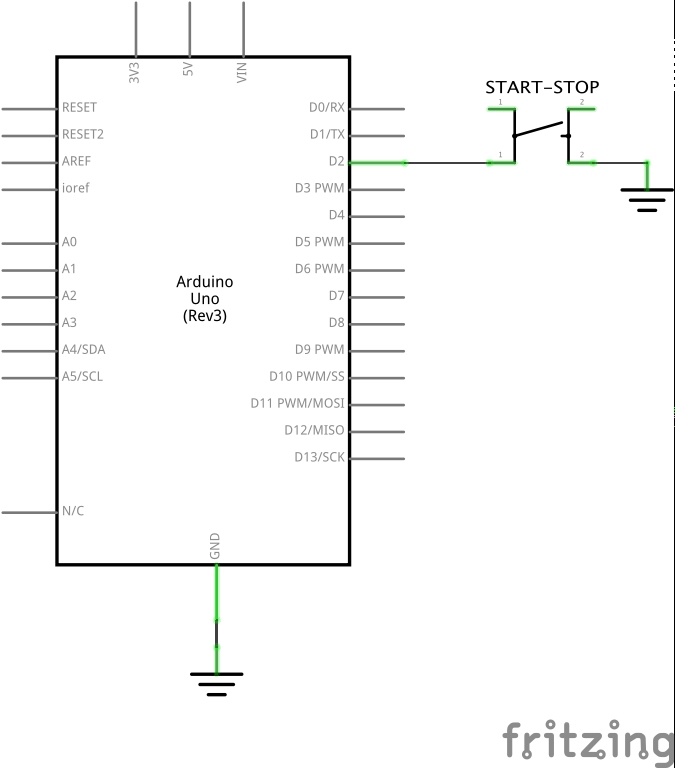 3V3
5V
VIN
START-STOP
1
2
RESET
D0/RX
RESET2
D1/TX
AREF
D2
1
2
ioref
D3 PWM
D4
A0
D5 PWM
A1
D6 PWM
A2
D7
A3
D8
A4/SDA
D9 PWM
A5/SCL
D10 PWM/SS
Arduino
Uno
(Rev3)
D11 PWM/MOSI
D12/MISO
D13/SCK
N/C
GND
fritzing